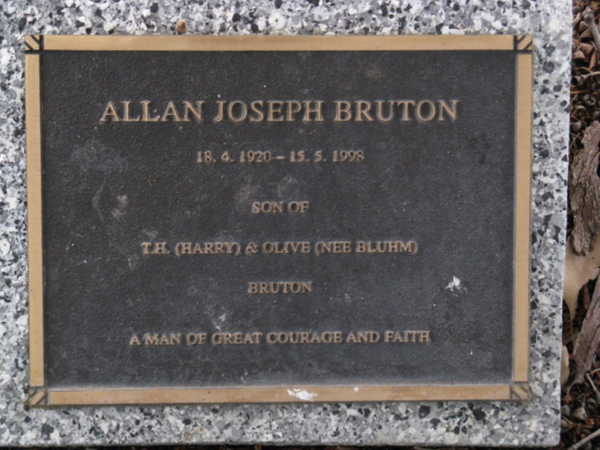 ALLAN JOSEPH BRUTON
18. 4. 1920 – 15. 5. 1998
SON OF
T.H. (HARRY) & OLIVE (NEE BLUHM)
BRUTON
A MAN OF GREAT COURAGE AND FAITH